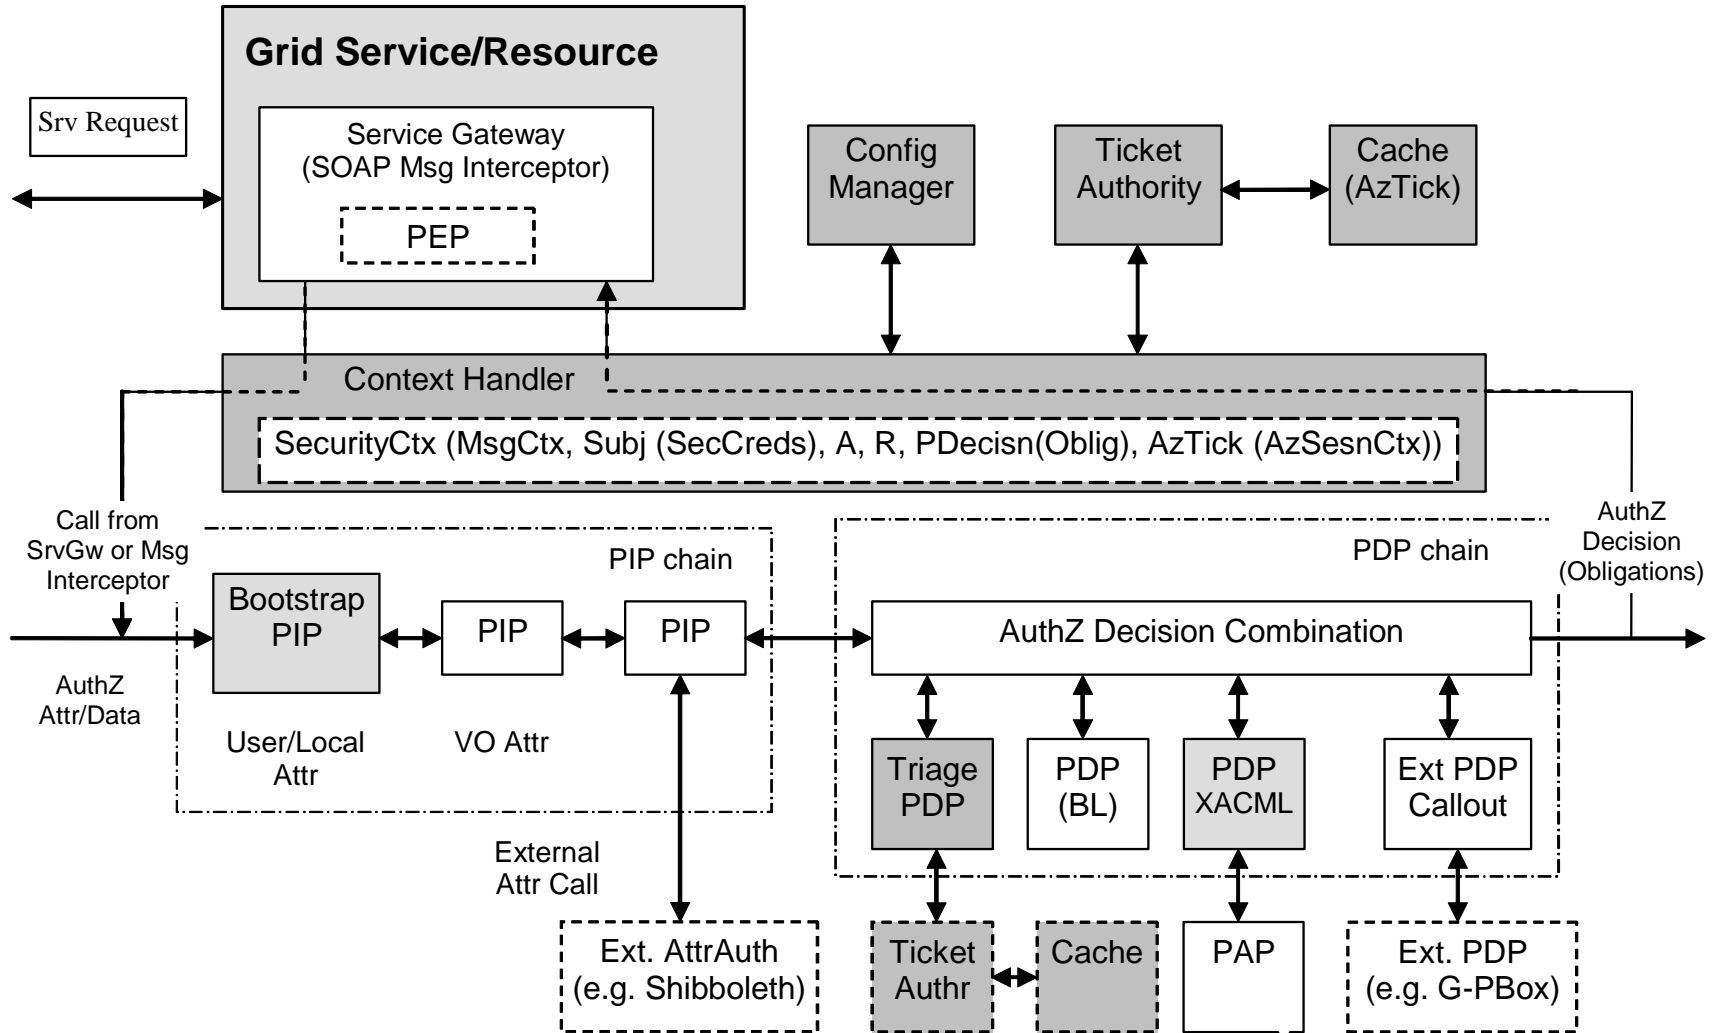 Grid Service/Resource
Srv Request
Service Gateway
(SOAP Msg Interceptor)
PEP
Config
Manager
Ticket
Authority
Cache
(AzTick)
Context Handler
SecurityCtx (MsgCtx, Subj (SecCreds), A, R, PDecisn(Oblig), AzTick (AzSesnCtx))
Call from
SrvGw or Msg
Interceptor
PIP chain
PDP chain
AuthZ
Decision
(Obligations)
Bootstrap
PIP
PIP
PIP
AuthZ Decision Combination
AuthZ
Attr/Data
User/Local
Attr
VO Attr
Triage
PDP
PDP
(BL)
PDP
XACML
Ext PDP
Callout
External
Attr Call
Ext. AttrAuth
(e.g. Shibboleth)
Ticket
Authr
Cache
PAP
Ext. PDP
(e.g. G-PBox)